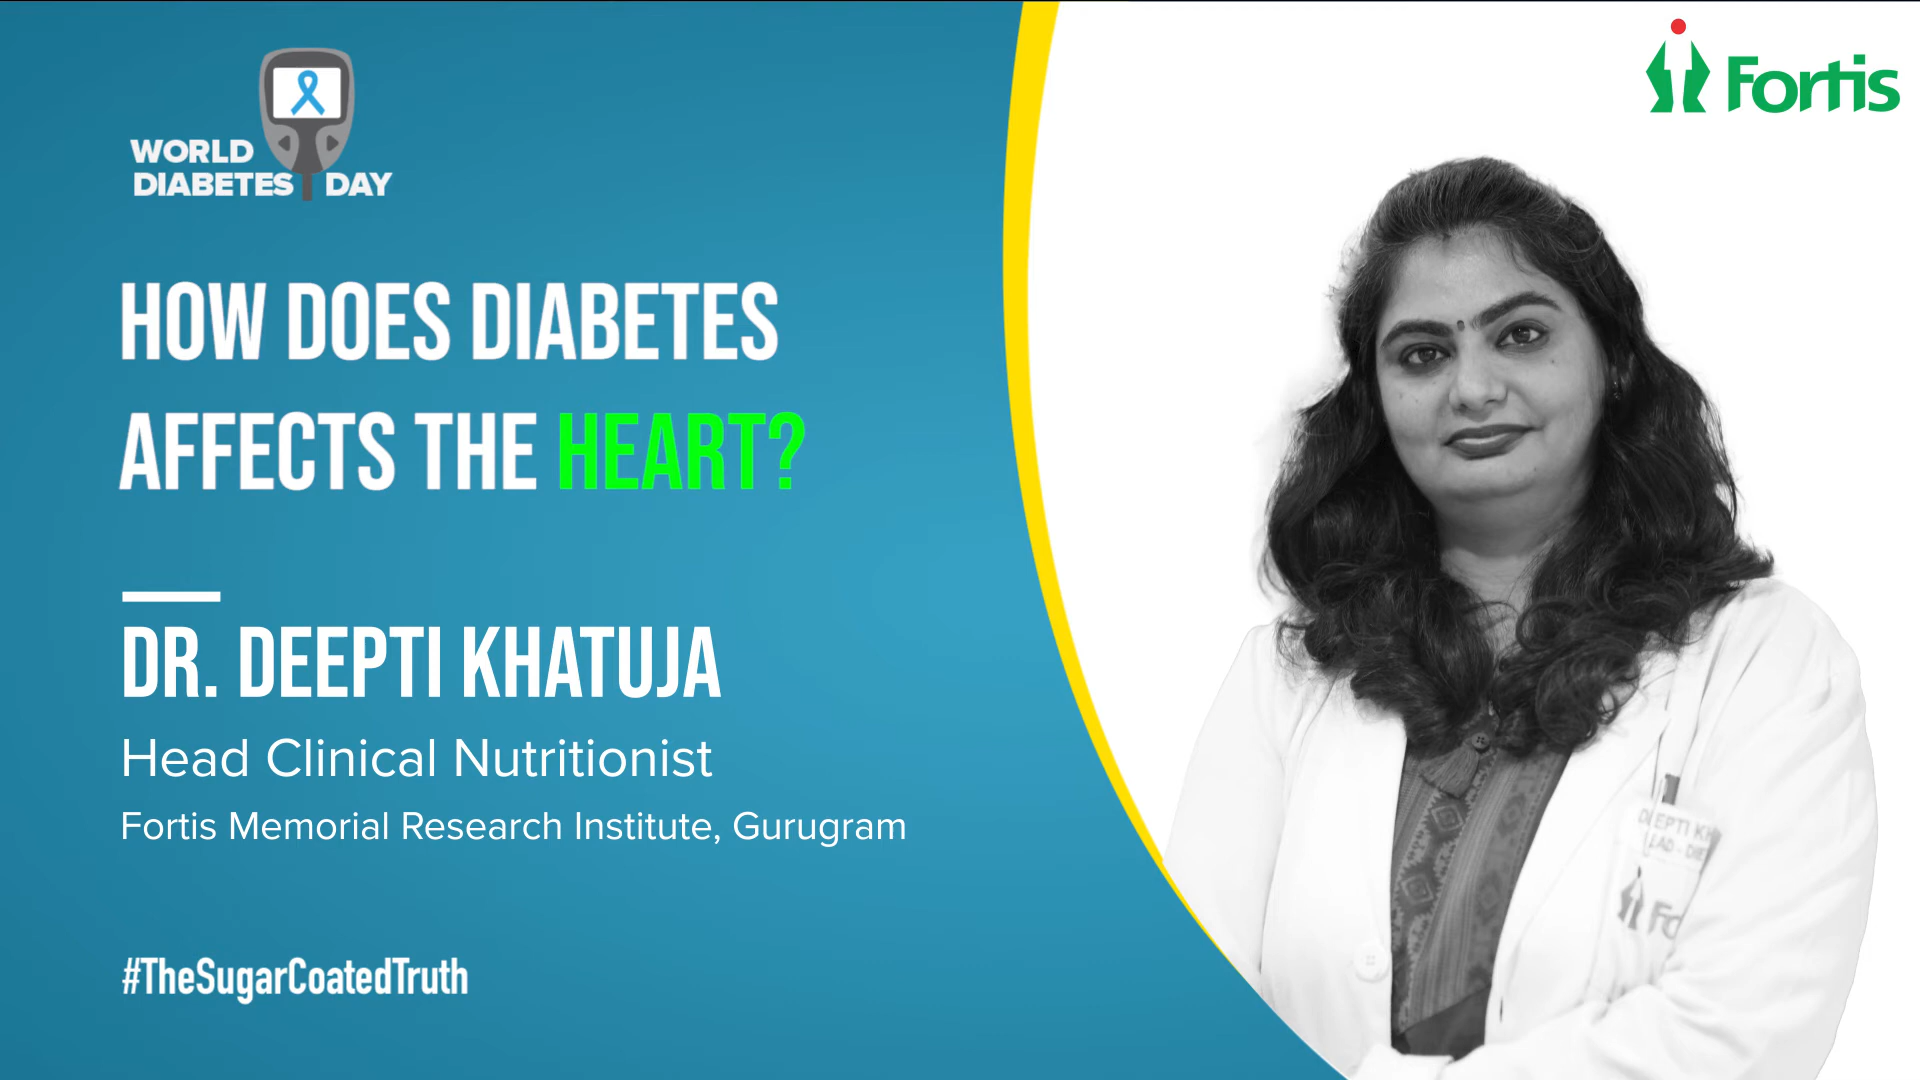 WORLD
DIABETES DAY
Fortis
HOW DOES DIABETES
AFFECTS THE HEART?
DR. DEEPTI KHATUJA
Head Clinical Nutritionist
Fortis Memorial Research Institute, Gurugram
#TheSugarCoatedTruth